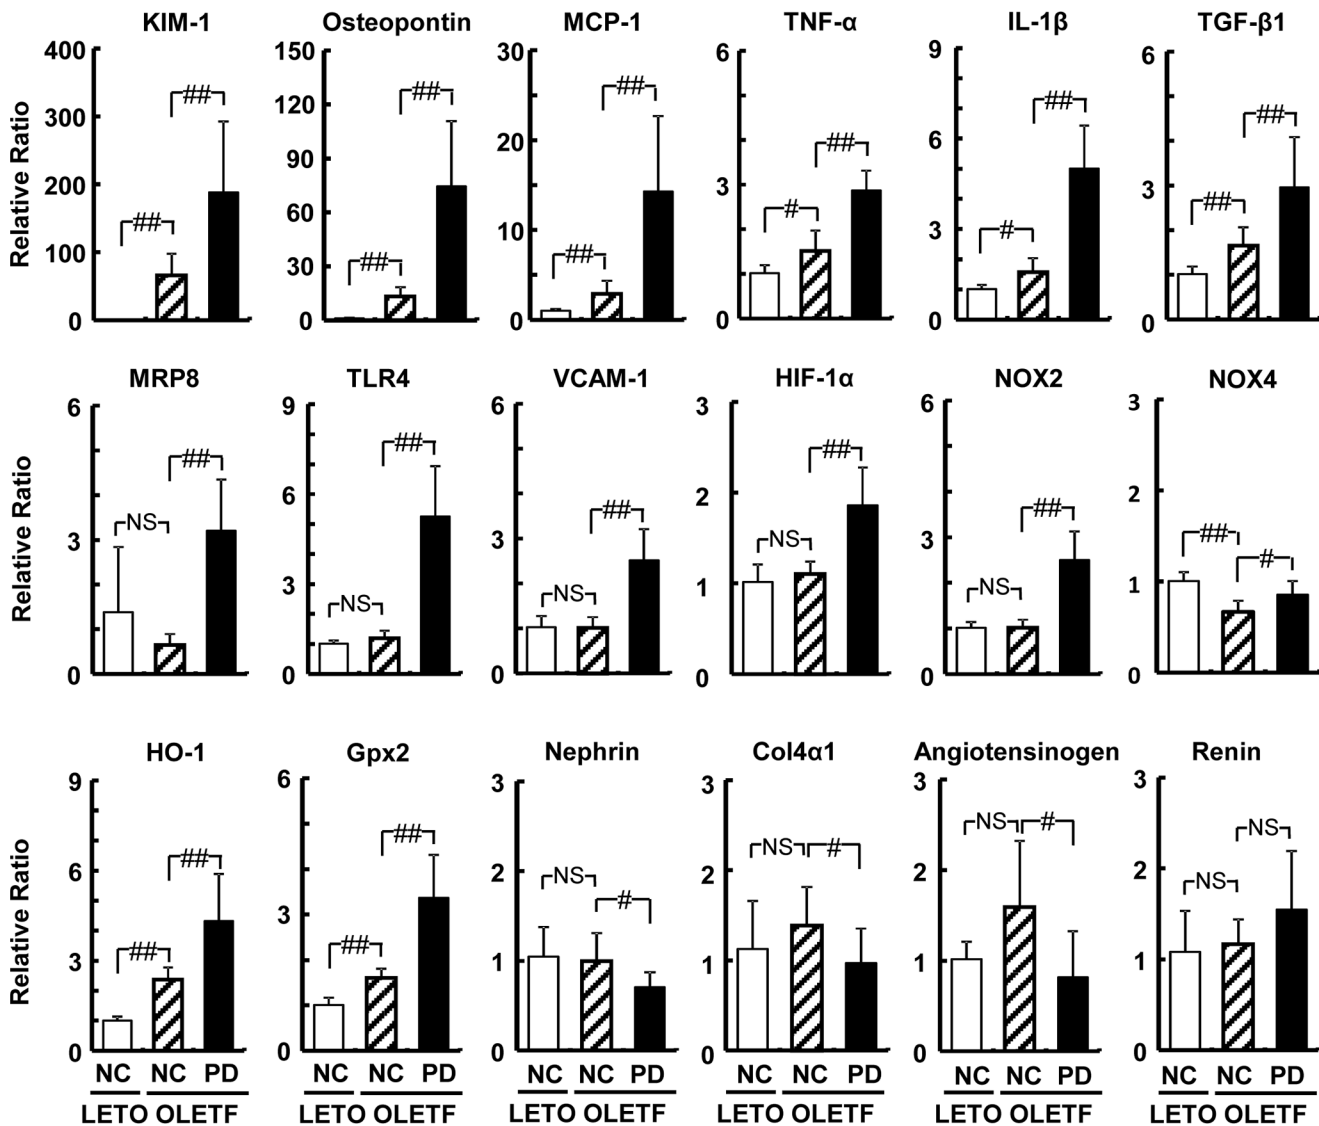 KIM-1 Osteopontin MCP-1 TNF-α IL-1β TGF-β1
Relative Ratio
400 300 200 100 0
## ##
150 120 90 60 30 0
## ##
30 20 10 0
## ##
6 3 0
# ##
9 6 3 0
# ##
6 3 0
## ##
MRP8 TLR4 VCAM-1 HIF-1α NOX2 NOX4
Relative Ratio
6 3 0
NS ##
9 6 3 0
NS ##
6 3 0
NS ##
3 2 1 0
NS ##
6 3 0
NS ##
3 2 1 0
## #
HO-1 Gpx2 Nephrin Col4α1 Angiotensinogen Renin
Relative Ratio
9 6 3 0
## ##
6 3 0
## ##
3 2 1 0
NS #
3 2 1 0
NS #
3 2 1 0
NS #
3 2 1 0
NS NS
NC NC PD NC NC PD NC NC PD NC NC PD NC NC PD NC NC PD
LETO OLETF LETO OLETF LETO OLETF LETO OLETF LETO OLETF LETO OLETF